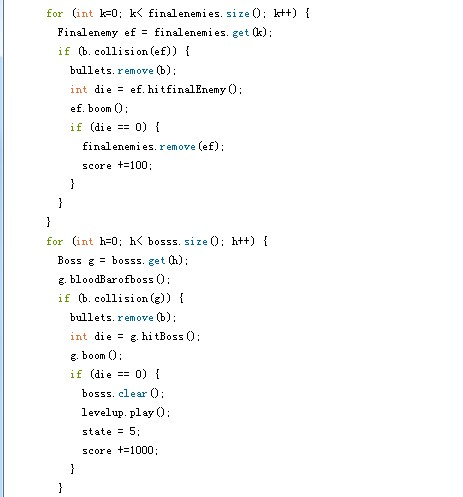 for (int k=0; k< finalenemies.size(); k++) {
Finalenemy ef = finalenemies.get(k);
if (b.collision(ef)) {
bullets.remove(b);
int die = ef.hitfinalEnemy();
ef.boom();
if (die == 0) {
finalenemies.remove(ef);
score +=100;
}
}
}
for (int h=0; h< bosss.size(); h++) {
Boss g = bosss.get(h);
g.bloodBarofboss();
if (b.collision(g)) {
bullets.remove(b);
int die = g.hitBoss();
g.boom();
if (die == 0) {
bosss.clear();
levelup.play();
state = 5;
score +=1000;
}
}